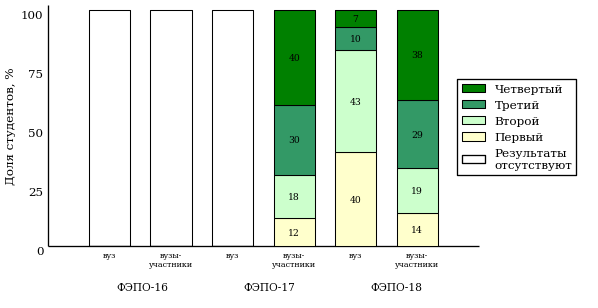 Доля студентов, %
100
75
50
25
0
40
30
18
12
7
10
43
40
38
29
19
14
вуз
вузы-
участники
вуз
вузы-
участники
вуз
вузы-
участники
ФЭПО-16
ФЭПО-17
ФЭПО-18
Четвертый
Третий
Второй
Первый
Результаты
отсутствуют